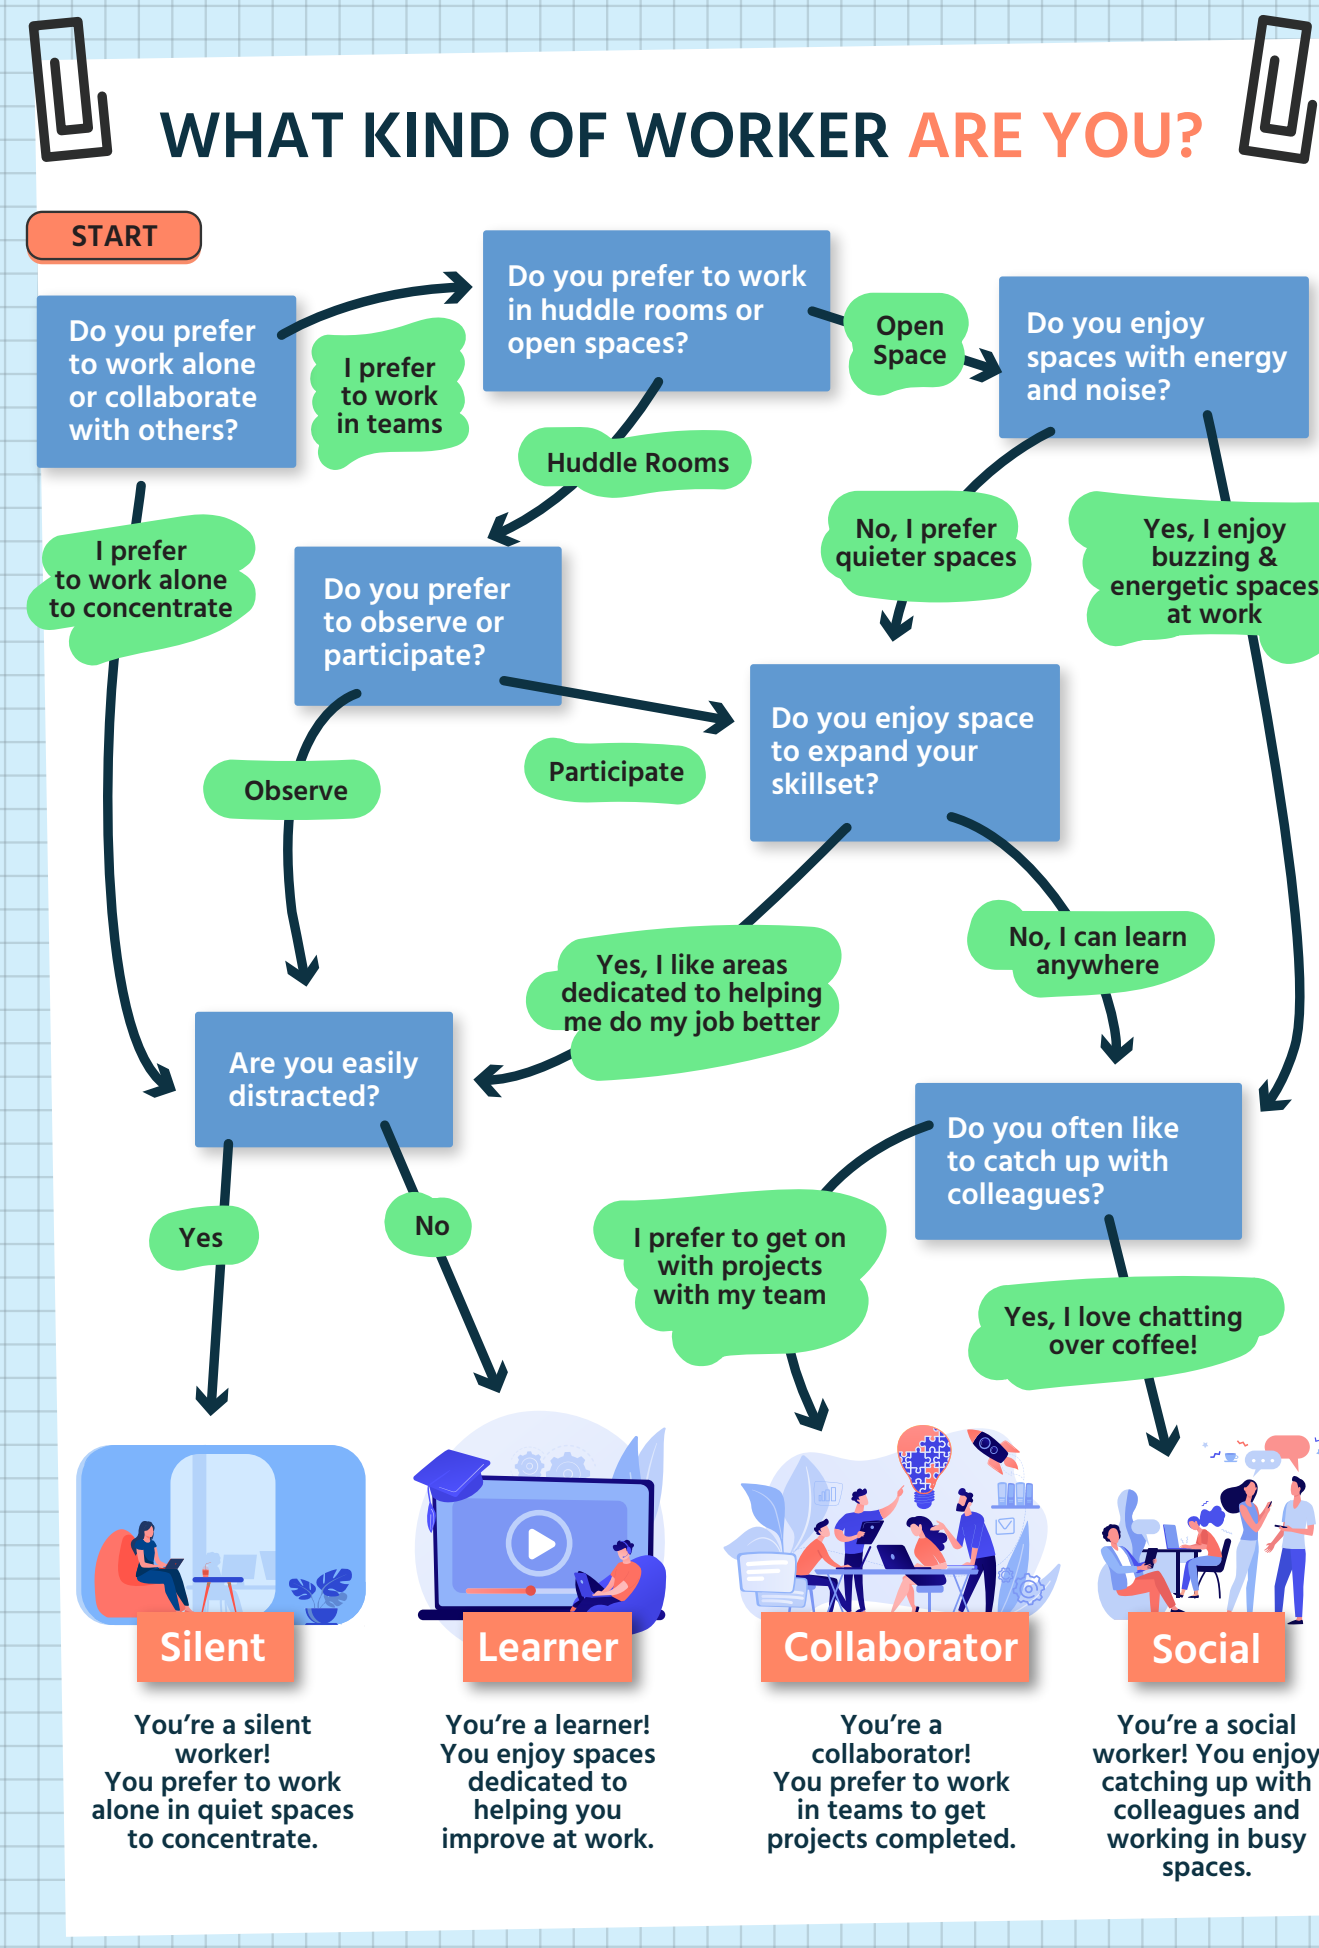 WHAT KIND OF WORKER ARE YOU?
START
Do you prefer
to work alone
or collaborate
with others?
I prefer
to work
in teams
Do you prefer to work
in huddle rooms or
open spaces?
Open
Space
Do you enjoy
spaces with energy
and noise?
Huddle Rooms
I prefer
to work alone
to concentrate
Do you prefer
to observe or
participate?
No, I prefer
quieter spaces
Yes, I enjoy
buzzing &
energetic spaces
at work
Observe
Participate
Do you enjoy space
to expand your
skillset?
Yes, I like areas
dedicated to helping
me do my job better
No, I can learn
anywhere
Are you easily
distracted?
Do you often like
to catch up with
colleagues?
Yes
No
I prefer to get on
with projects
with my team
Yes, I love chatting
over coffee!
Silent
You’re a silent
worker!
You prefer to work
alone in quiet spaces
to concentrate.
Learner
You’re a learner!
You enjoy spaces
dedicated to
helping you
improve at work.
Collaborator
You’re a
collaborator!
You prefer to work
in teams to get
projects completed.
Social
You’re a social
worker! You enjoy
catching up with
colleagues and
working in busy
spaces.